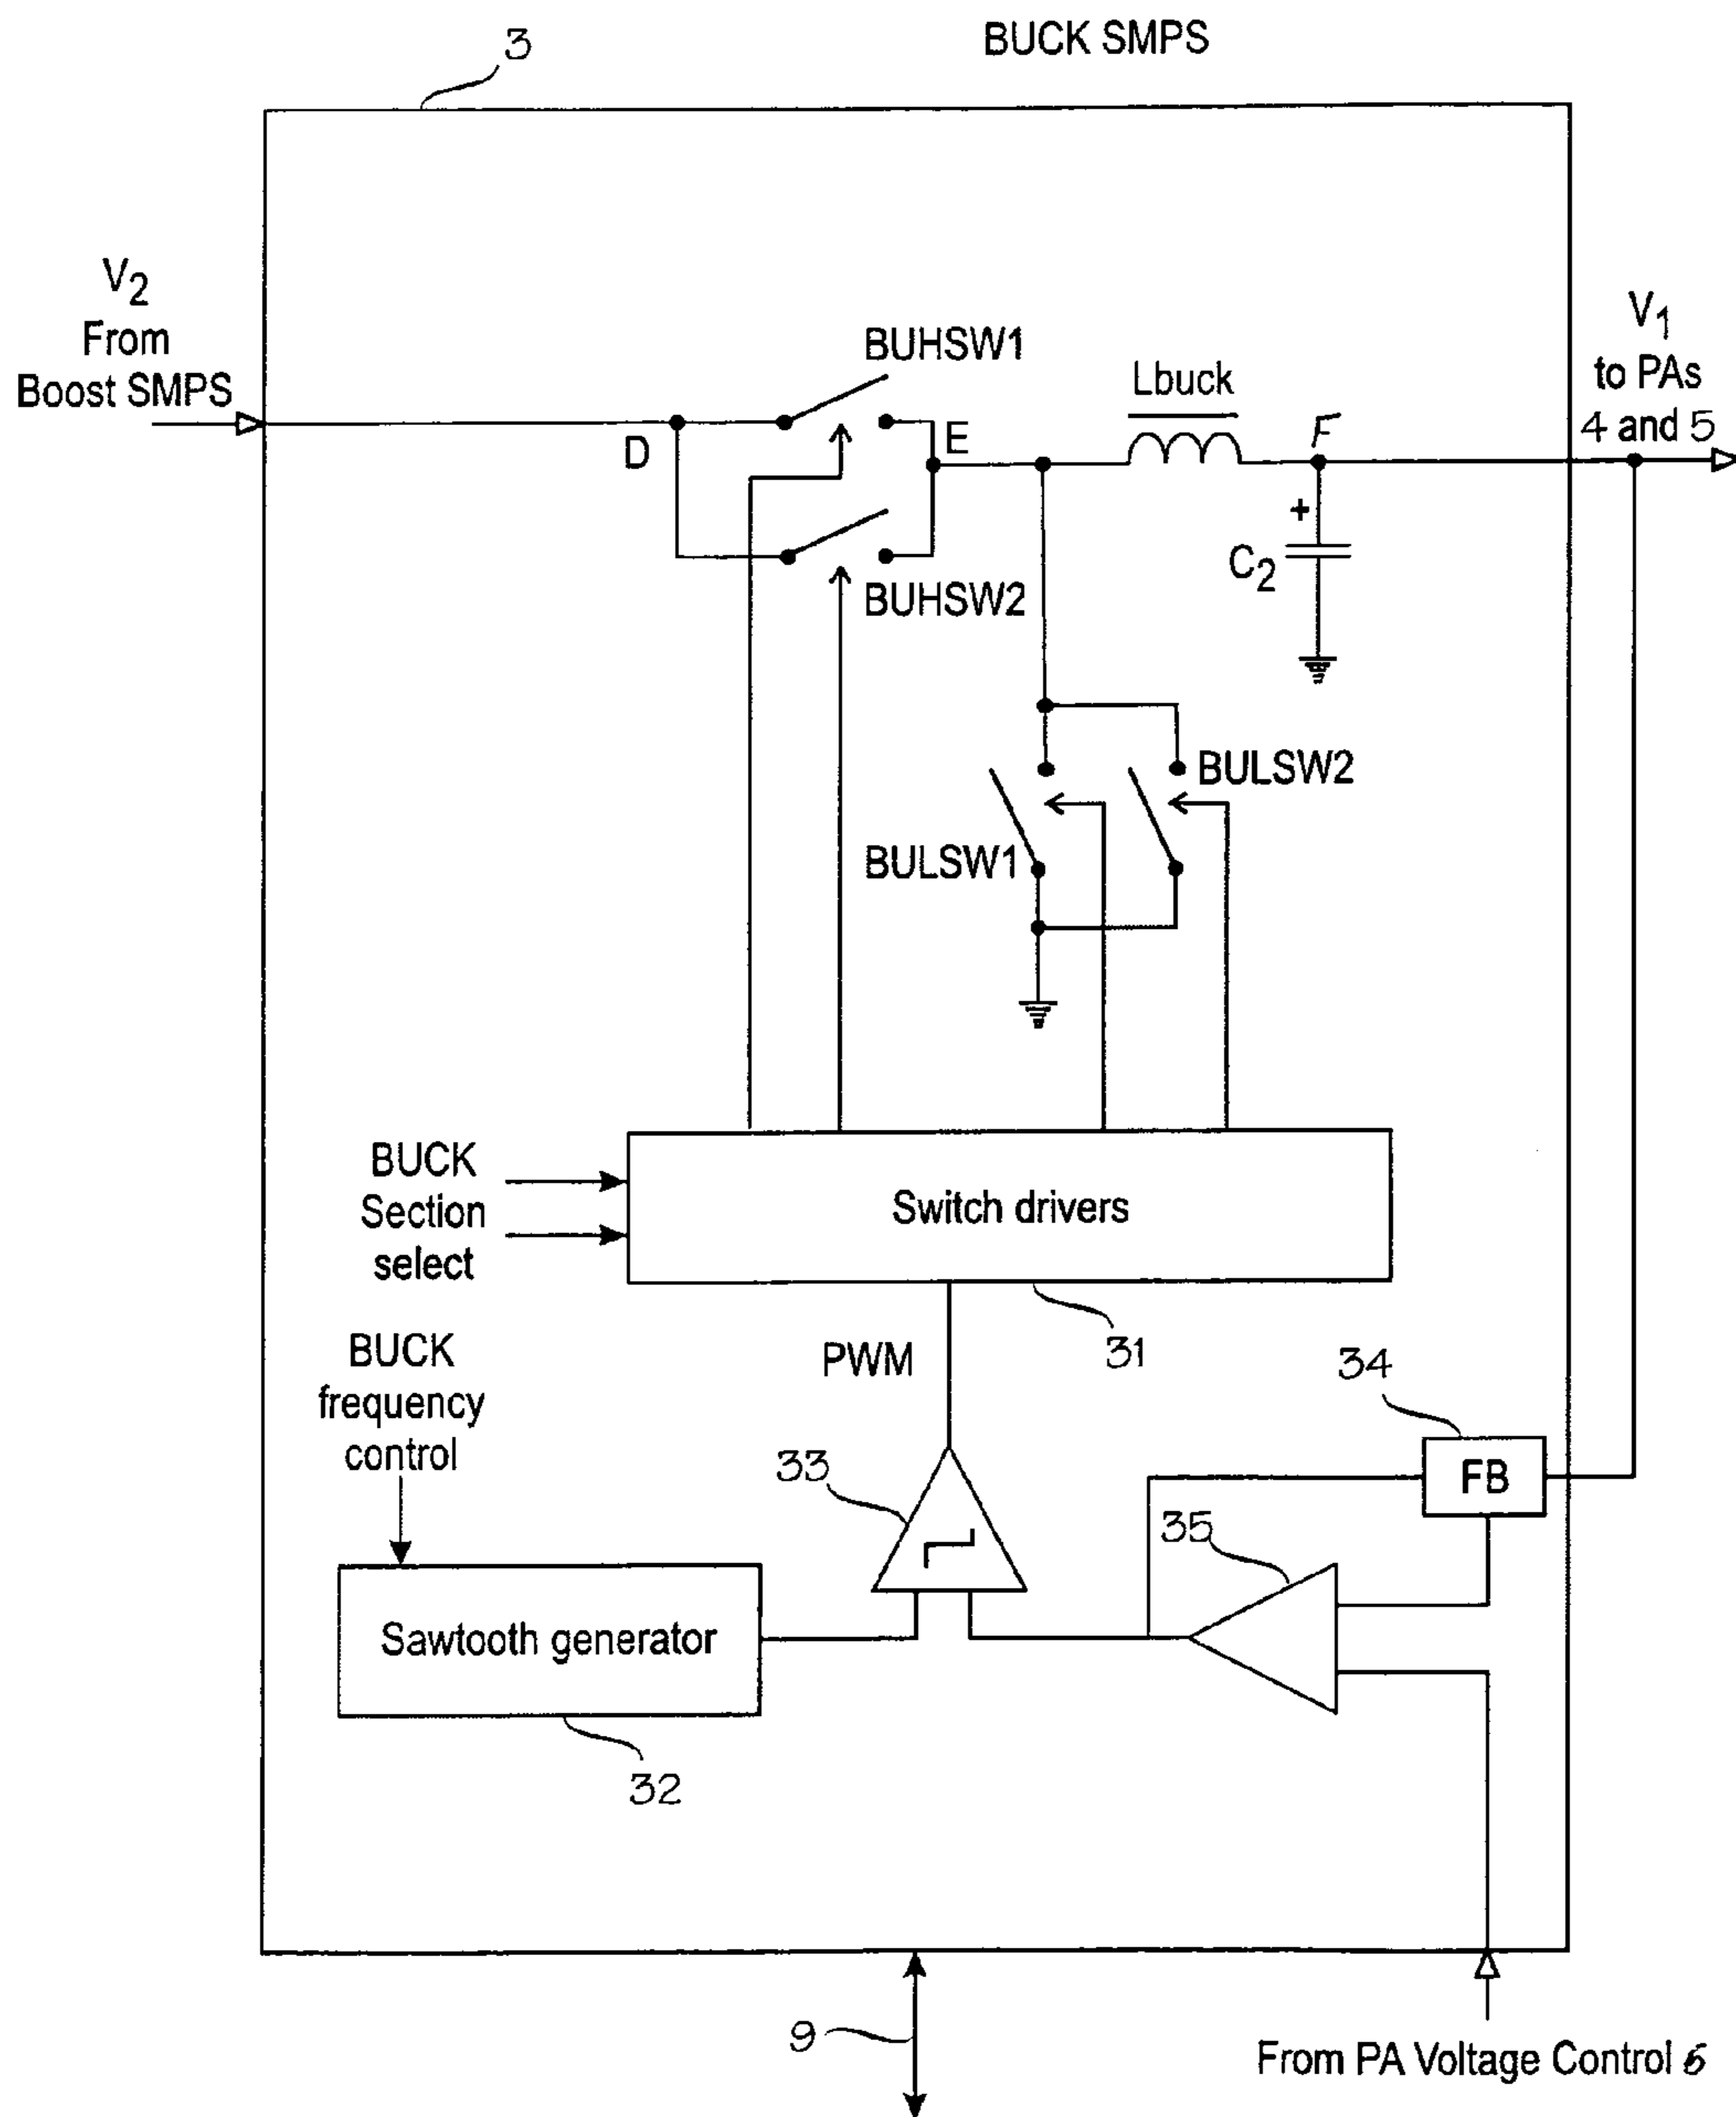 BUCK SMPS
3
V2
From
Boost SMPS
V1
to PAs
4 and 5
BUHSW1
Lbuck
D
E
F
+
C2
BUHSW2
BULSW2
BULSW1
BUCK
Section
select
Switch drivers
31
BUCK
frequency
control
PWM
34
FB
33
35
Sawtooth generator
32
9
From PA Voltage Control 6